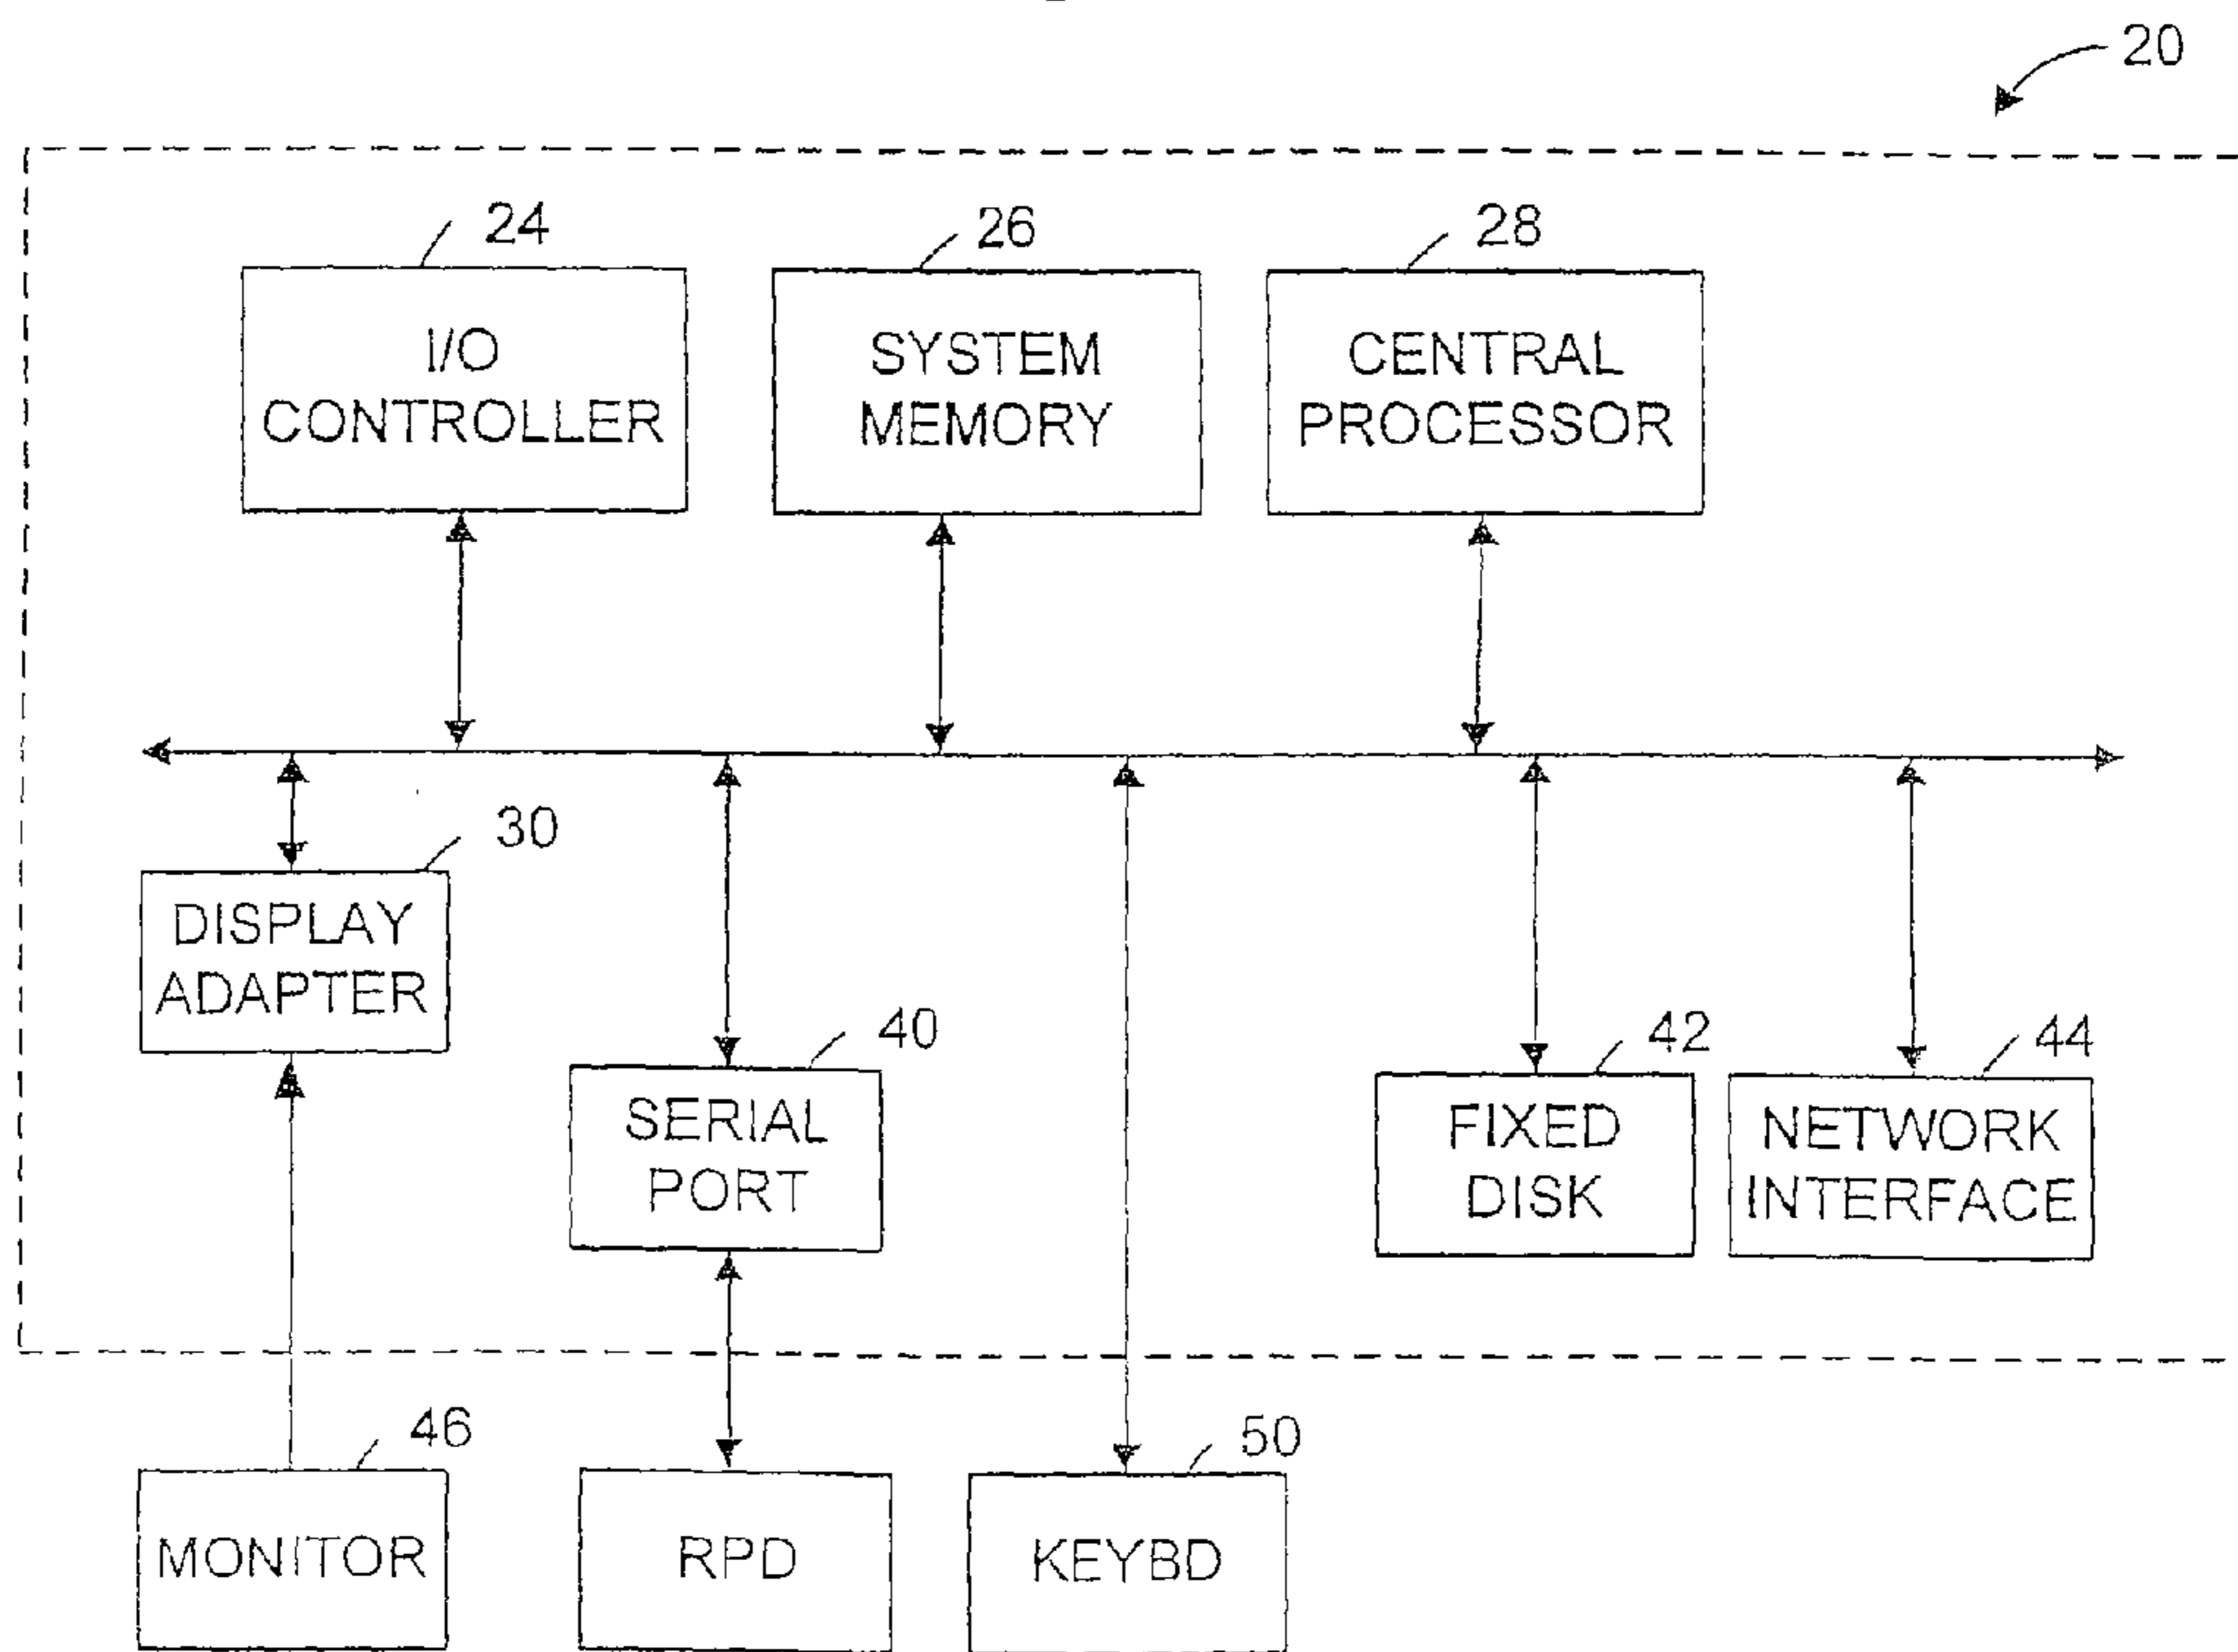 20
24
26
28
I/O
CONTROLLER
SYSTEM
MEMORY
CENTRAL
PROCESSOR
30
DISPLAY
ADAPTER
40
SERIAL
PORT
42
FIXED
DISK
44
NETWORK
INTERFACE
46
MONITOR
RPD
50
KEYBD